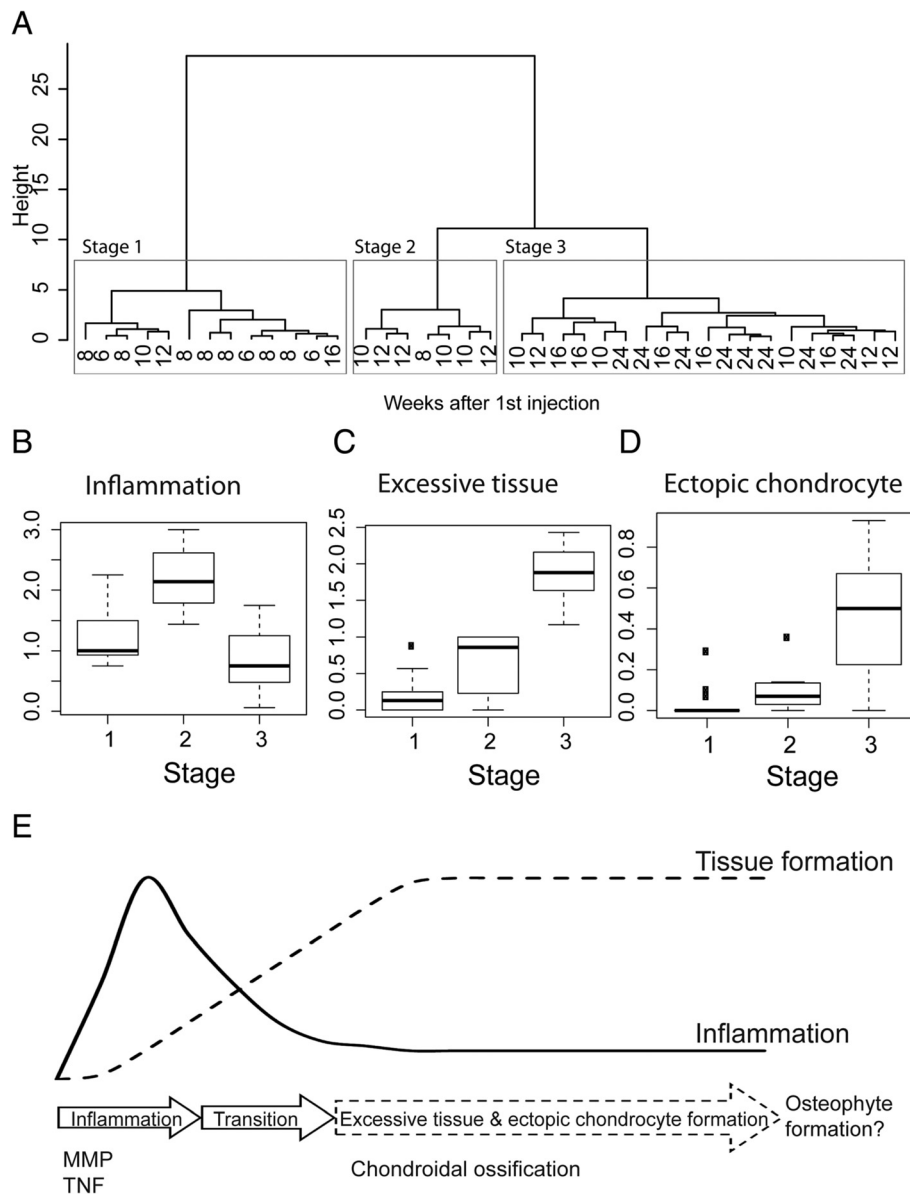 A
Height
0 5 10 15 20 25
Stage 1
Stage 2
Stage 3
8 6 8 10 12 8 8 8 6 8 8 6 16 10 12 12 8 10 10 12 10 12 16 16 10 24 24 16 24 16 24 24 24 10 24 16 24 12 12
Weeks after 1st injection
B
C
D
Inflammation
Excessive tissue
Ectopic chondrocyte
0.0 1.0 2.0 3.0
0.0 0.5 1.0 1.5 2.0 2.5
0.0 0.2 0.4 0.6 0.8
1 2 3
1 2 3
1 2 3
Stage
Stage
Stage
E
Tissue formation
Inflammation
Inflammation
Transition
Excessive tissue & ectopic chondrocyte formation
Osteophyte
formation?
MMP
TNF
Chondroidal ossification